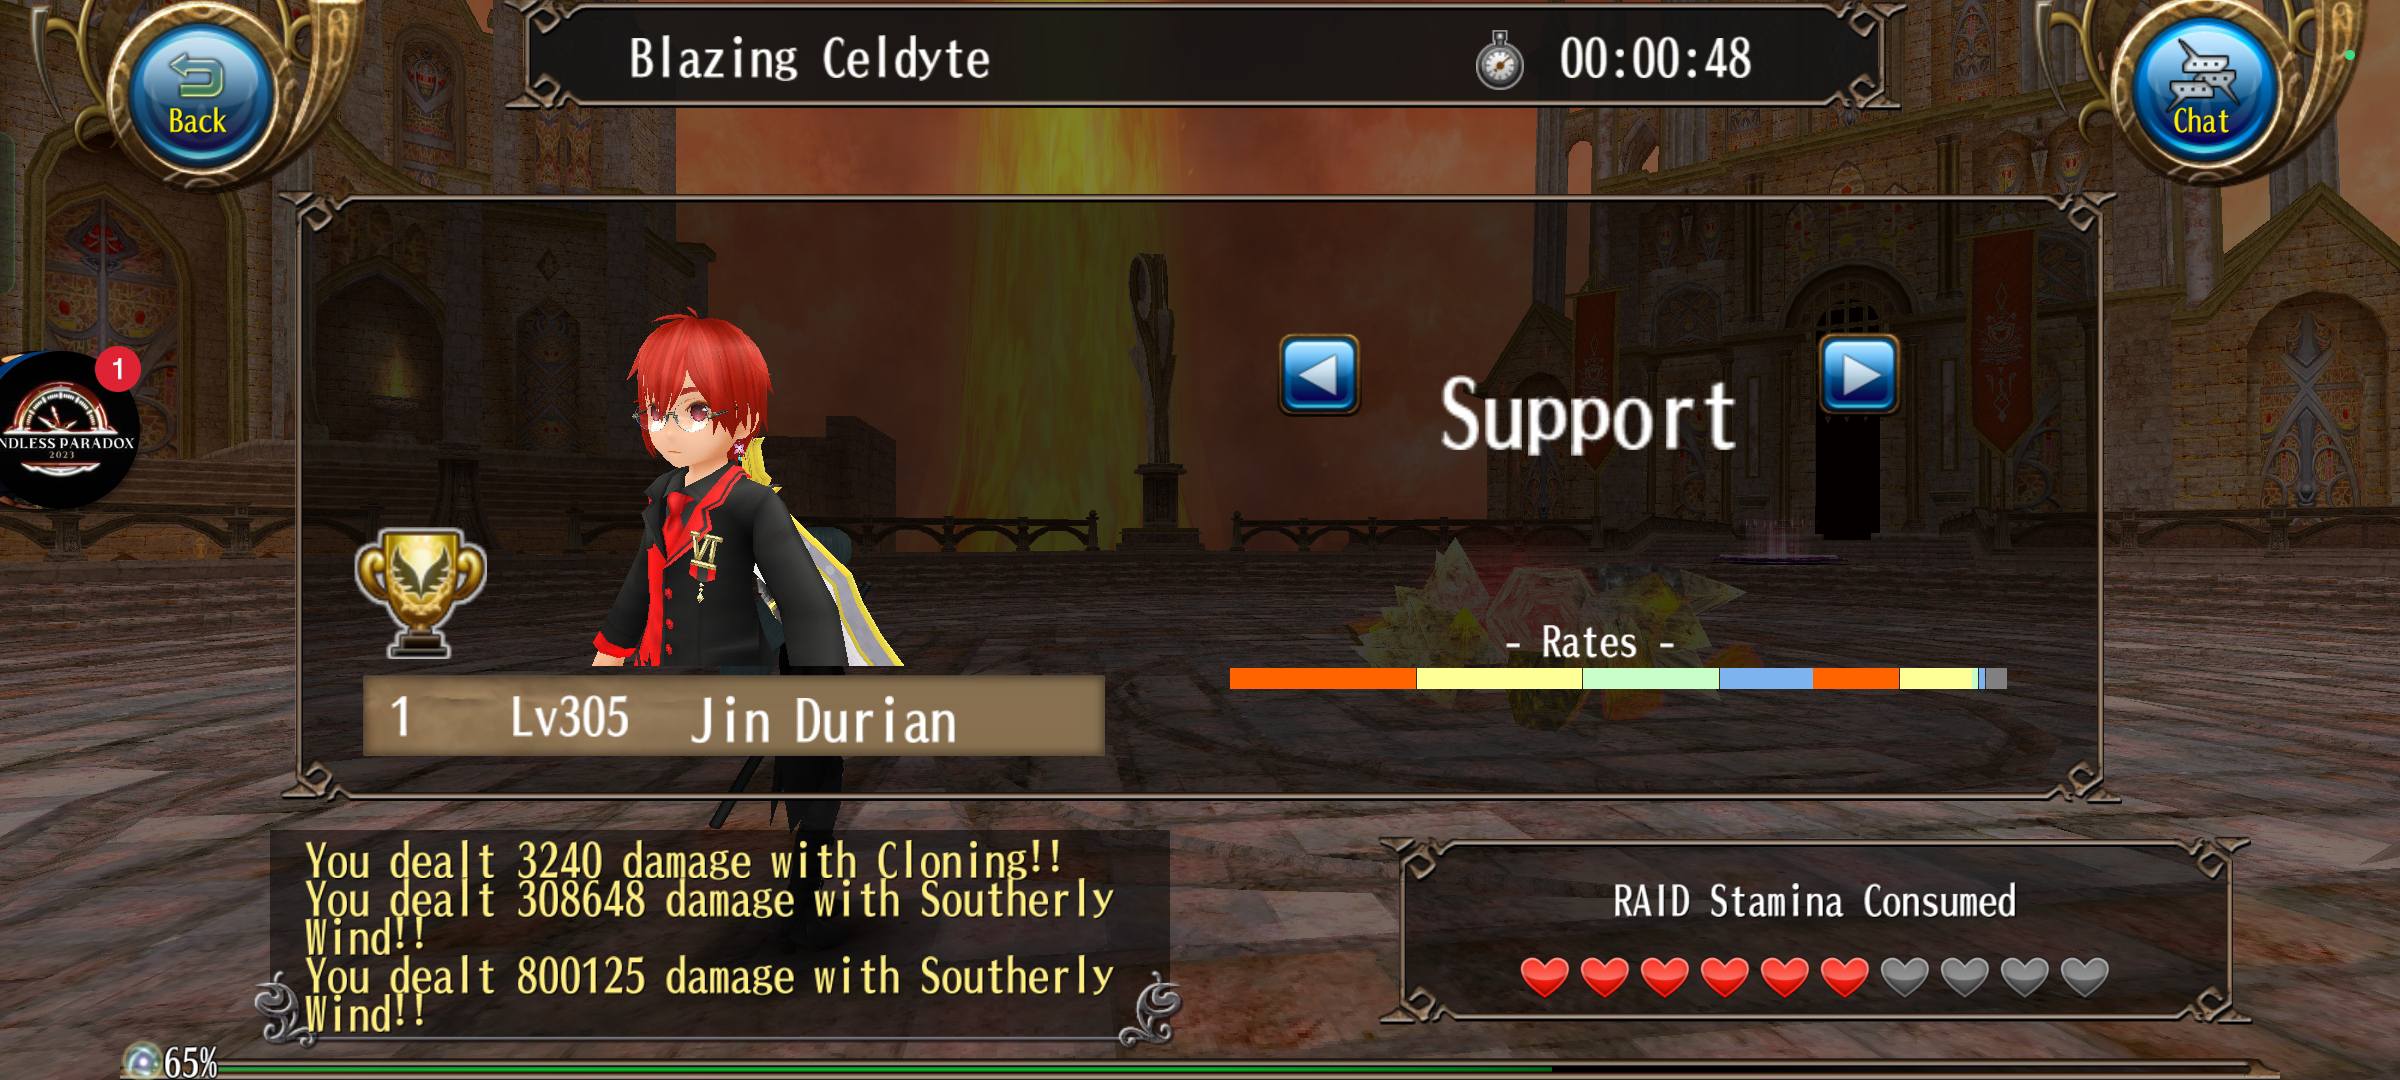 Blazing Celdyte
00:00:48
Back
Chat
1
NDLESS PARADOX
2023
Support
VI
- Rates -
1 Lv305 Jin Durian
You dealt 3240 damage with Cloning!!
You dealt 308648 damage with Southerly
Wind!!
You dealt 800125 damage with Southerly
Wind!!
RAID Stamina Consumed
65%